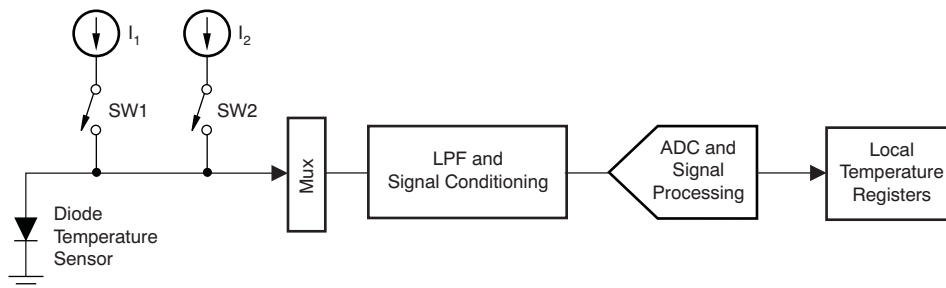 I₁
I₂
SW1
SW2
Mux
LPF and
Signal Conditioning
ADC and
Signal
Processing
Local
Temperature
Registers
Diode
Temperature
Sensor